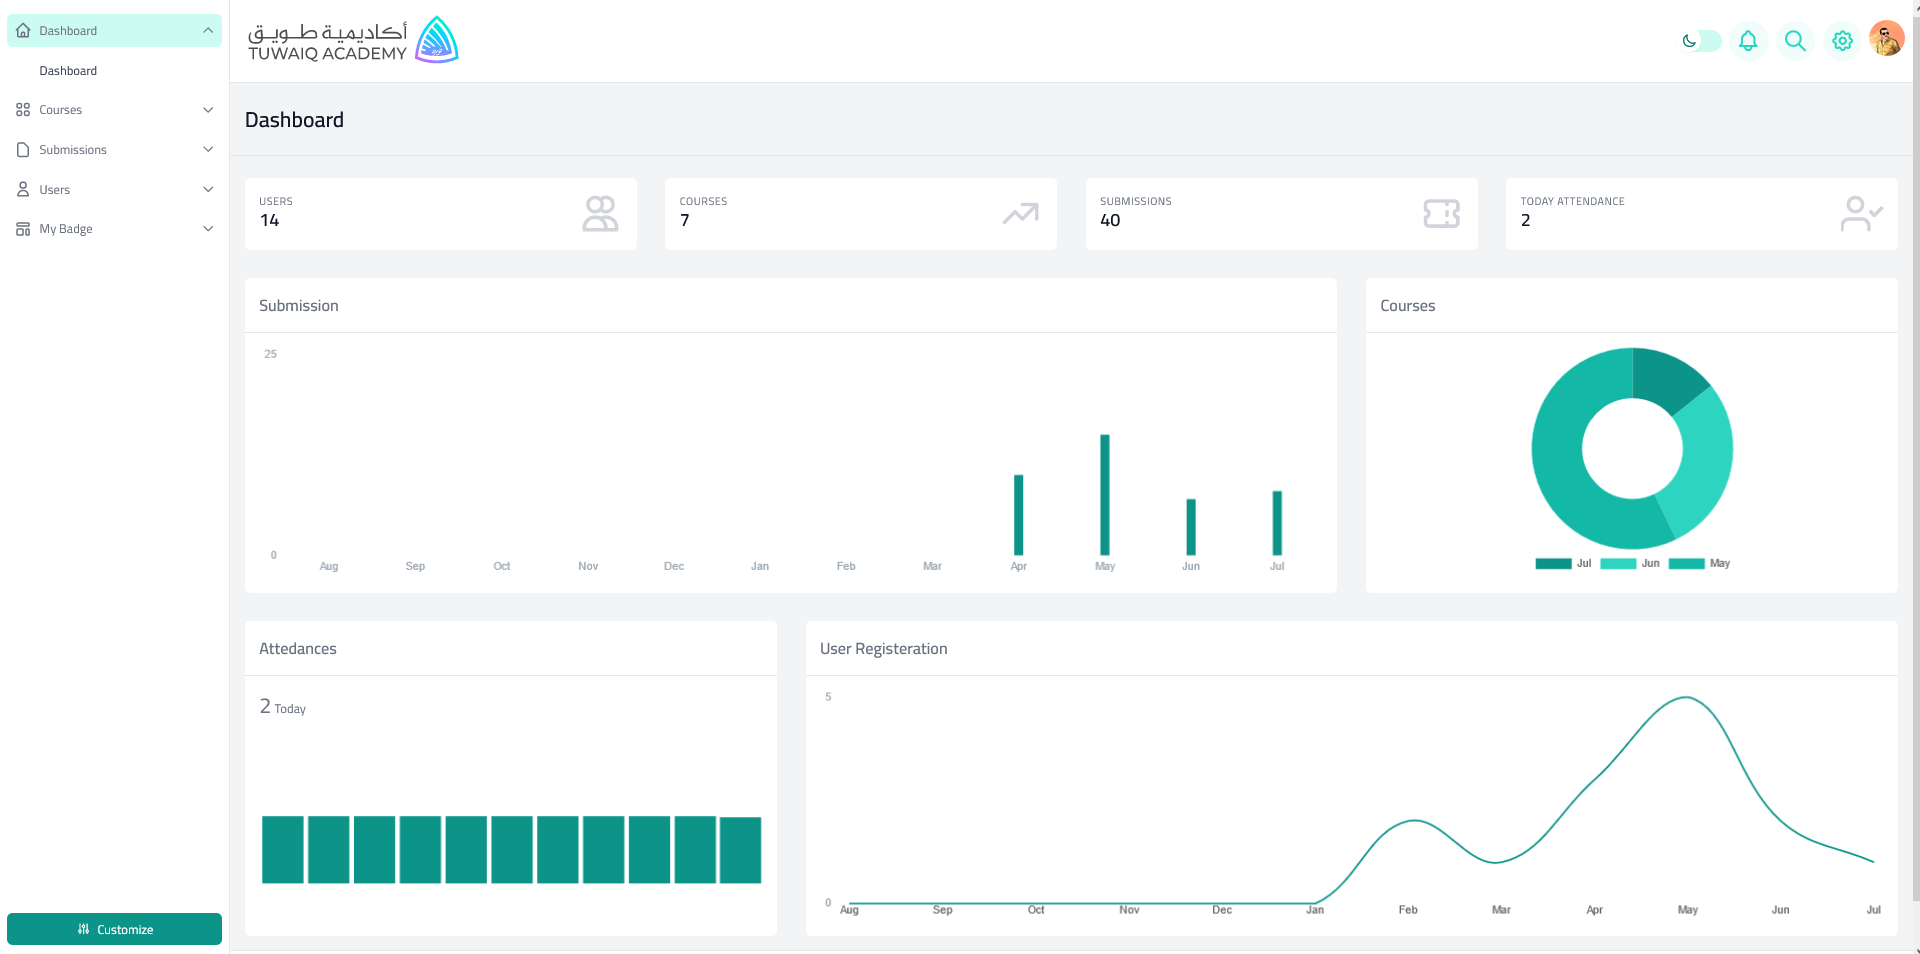 Dashboard
Dashboard
Courses
Submissions
Users
My Badge
Customize
أكاديمية طويق
TUWAIQ ACADEMY
Dashboard
USERS
14
COURSES
7
SUBMISSIONS
40
TODAY ATTENDANCE
2
Submission
25
0
Aug Sep Oct Nov Dec Jan Feb Mar Apr May Jun Jul
Courses
Jul Jun May
Attedances
2 Today
User Registeration
5
0
Aug Sep Oct Nov Dec Jan Feb Mar Apr May Jun Jul